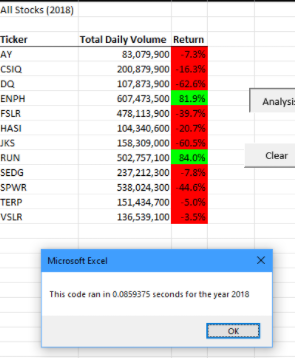 All Stocks (2018)
Ticker Total Daily Volume Return
AY 83,079,900 -7.3%
CSIQ 200,879,900 -16.3%
DQ 107,873,900 -62.6%
ENPH 607,473,500 81.9%
FSLR 478,113,900 -39.7%
HASI 104,340,600 -20.7%
JKS 158,309,000 -60.5%
RUN 502,757,100 84.0%
SEDG 237,212,300 -7.8%
SPWR 538,024,300 -44.6%
TERP 151,434,700 -5.0%
VSLR 136,539,100 -3.5%
Analysis
Clear
Microsoft Excel
This code ran in 0.0859375 seconds for the year 2018
OK